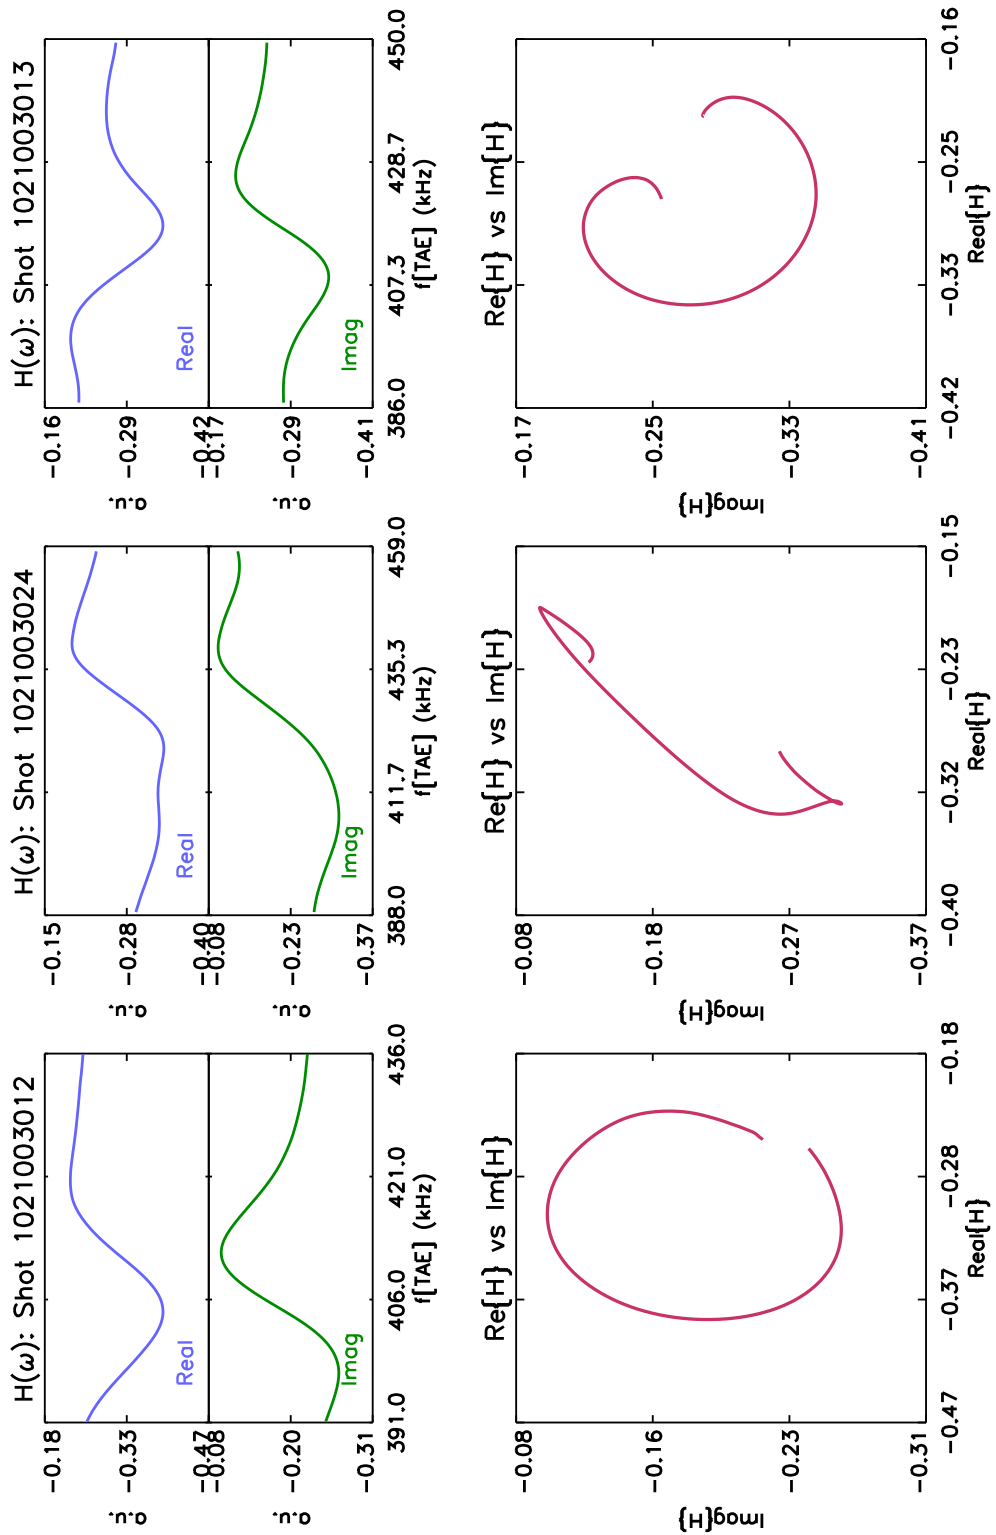 H(ω): Shot 1021003012
a.u.
−0.18
−0.33
−0.47
Real
a.u.
−0.08
−0.20
−0.31
Imag
391.0 406.0 421.0 436.0
f[TAE] (kHz)
Re{H} vs Im{H}
Imag{H}
−0.08
−0.16
−0.23
−0.31
−0.47 −0.37 −0.28 −0.18
Real{H}
H(ω): Shot 1021003024
a.u.
−0.15
−0.28
−0.40
Real
a.u.
−0.08
−0.23
−0.37
Imag
388.0 411.7 435.3 459.0
f[TAE] (kHz)
Re{H} vs Im{H}
Imag{H}
−0.08
−0.18
−0.27
−0.37
−0.40 −0.32 −0.23 −0.15
Real{H}
H(ω): Shot 1021003013
a.u.
−0.16
−0.29
−0.42
Real
a.u.
−0.17
−0.29
−0.41
Imag
386.0 407.3 428.7 450.0
f[TAE] (kHz)
Re{H} vs Im{H}
Imag{H}
−0.17
−0.25
−0.33
−0.41
−0.42 −0.33 −0.25 −0.16
Real{H}